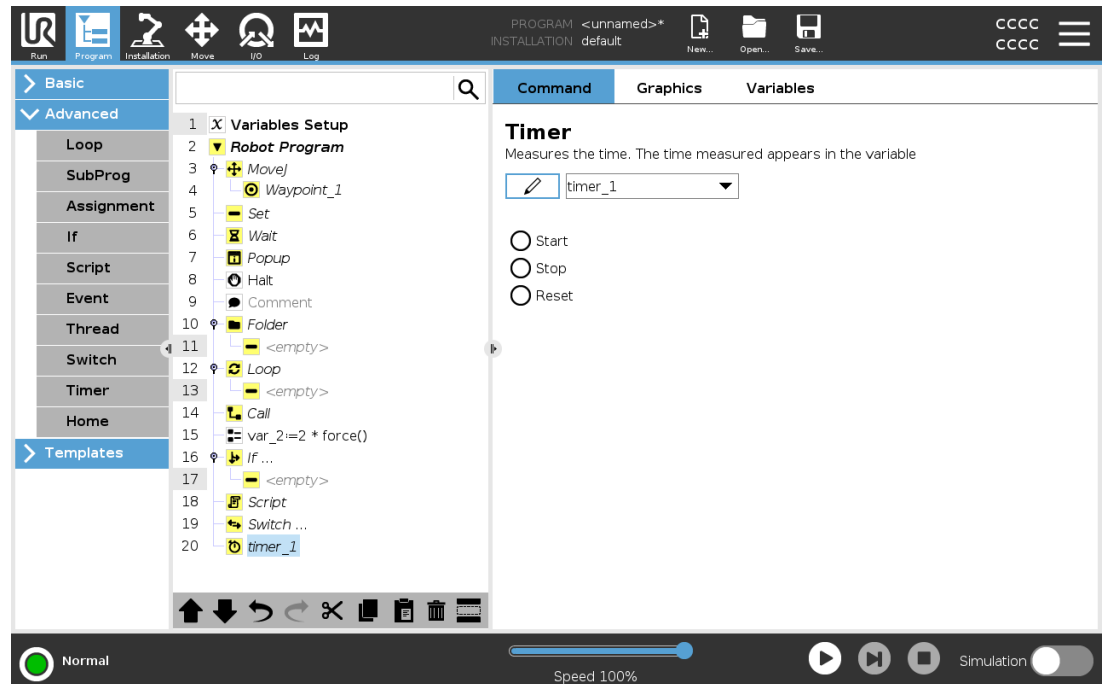 PROGRAM <unnamed>*
INSTALLATION default
CCCC
CCCC
Run
Program
Installation
Move
I/O
Log
New...
Open...
Save...
Basic
Advanced
Loop
SubProg
Assignment
If
Script
Event
Thread
Switch
Timer
Home
Templates
1 X Variables Setup
2 Robot Program
3 MoveJ
4 Waypoint_1
5 Set
6 Wait
7 Popup
8 Halt
9 Comment
10 Folder
11 <empty>
12 Loop
13 <empty>
14 Call
15 var_2:=2 * force()
16 If ...
17 <empty>
18 Script
19 Switch ...
20 timer_1
Command
Graphics
Variables
Timer
Measures the time. The time measured appears in the variable
timer_1
Start
Stop
Reset
Normal
Speed 100%
Simulation